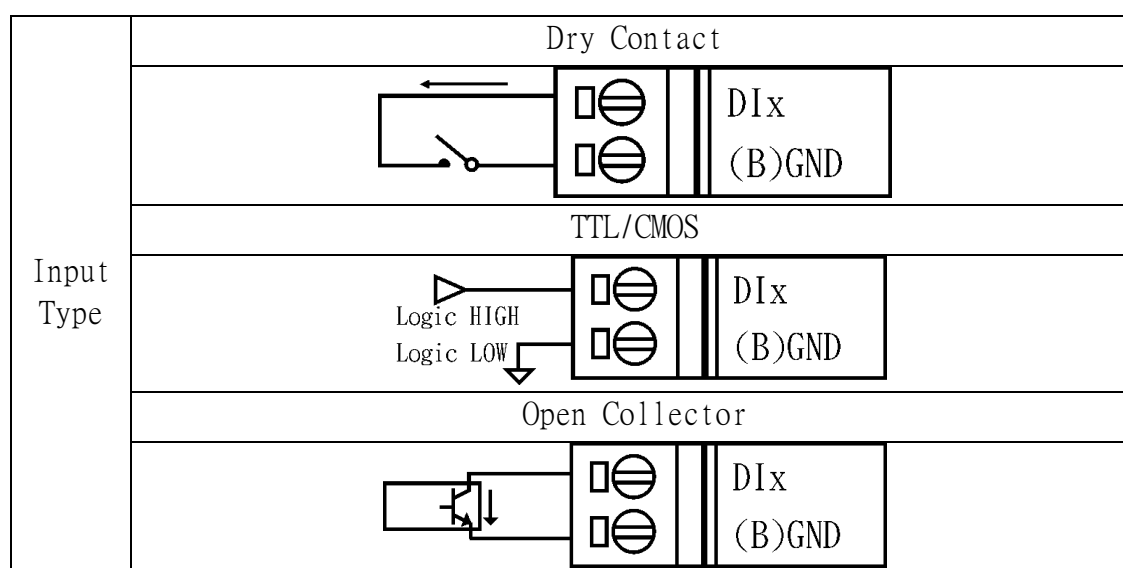 Dry Contact
DIx
(B)GND
TTL/CMOS
Input
Type
Logic HIGH
Logic LOW
DIx
(B)GND
Open Collector
DIx
(B)GND